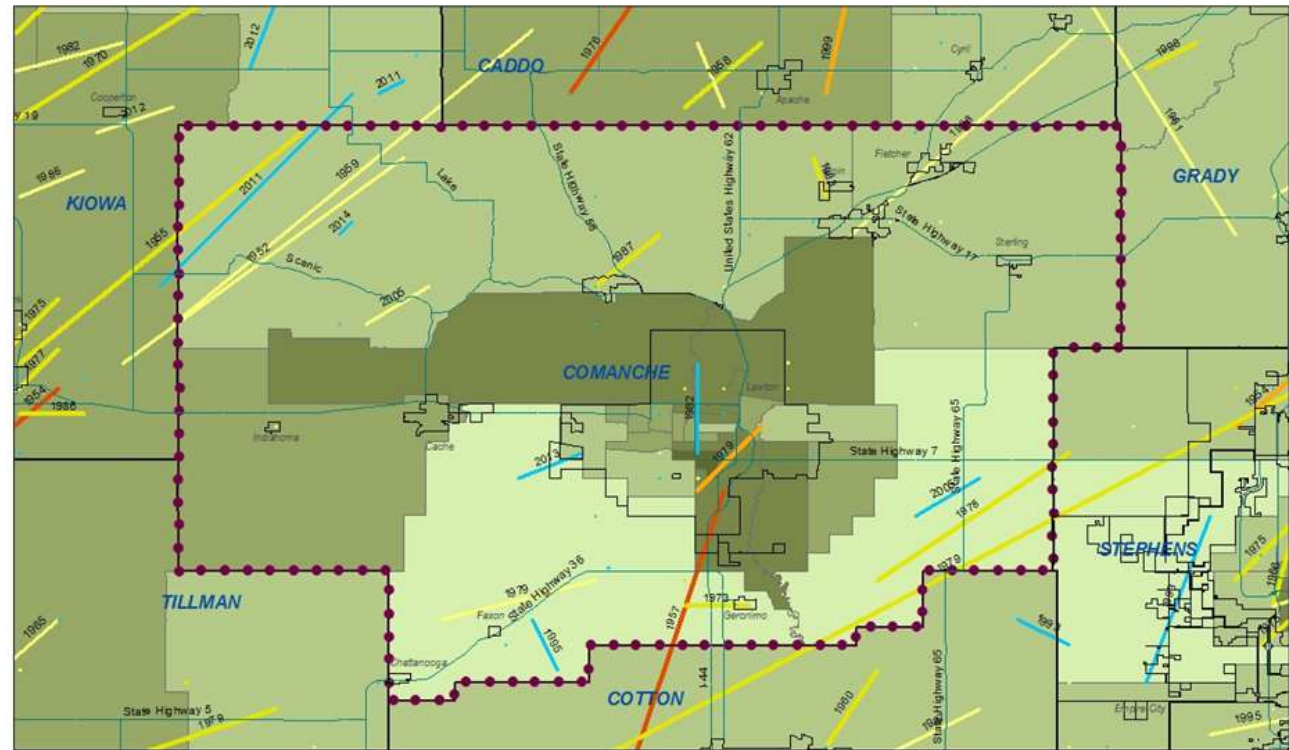 2012
1982
1970
CADDO
1976
1958
1999
Cyril
1998
2011
Cooperton
Apache
1961
1959
Fletcher
1986
Lake
State Highway 58
United States Highway 62
KIOWA
2011
GRADY
1955
2014
State Highway 17
1952
Sterling
Scenic
1987
2005
1975
1977
COMANCHE
1954
1986
Lawton
1982
Indiahoma
Cache
1979
State Highway 7
State Highway 65
2013
1978
STEPHENS
1975
1979
1979
State Highway 36
TILLMAN
1973
1957
Geronimo
Faxon
1995
1993
1965
Chattanooga
I-44
COTTON
State Highway 65
State Highway 5
1979
1980
Empire City
1995